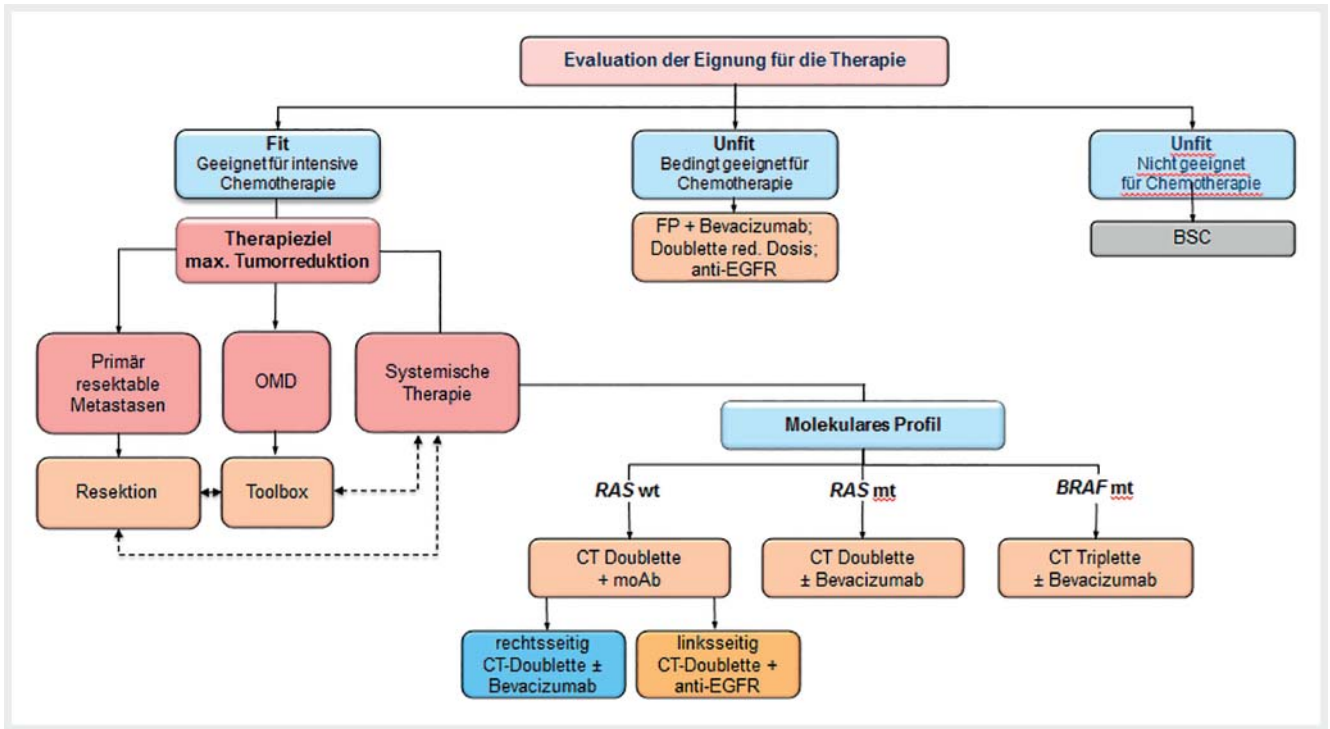 Evaluation der Eignung für die Therapie
Fit
Geeignet für intensive
Chemotherapie
Unfit
Bedingt geeignet für
Chemotherapie
Unfit
Nicht geeignet
für Chemotherapie
Therapieziel
max. Tumorreduktion
FP + Bevacizumab;
Doublette red. Dosis;
anti-EGFR
BSC
Primär
resektable
Metastasen
OMD
Systemische
Therapie
Molekulares Profil
Resektion
Toolbox
RAS wt
RAS mt
BRAF mt
CT Doublette
+ moAb
CT Doublette
± Bevacizumab
CT Triplette
± Bevacizumab
rechtsseitig
CT-Doublette ±
Bevacizumab
linksseitig
CT-Doublette +
anti-EGFR